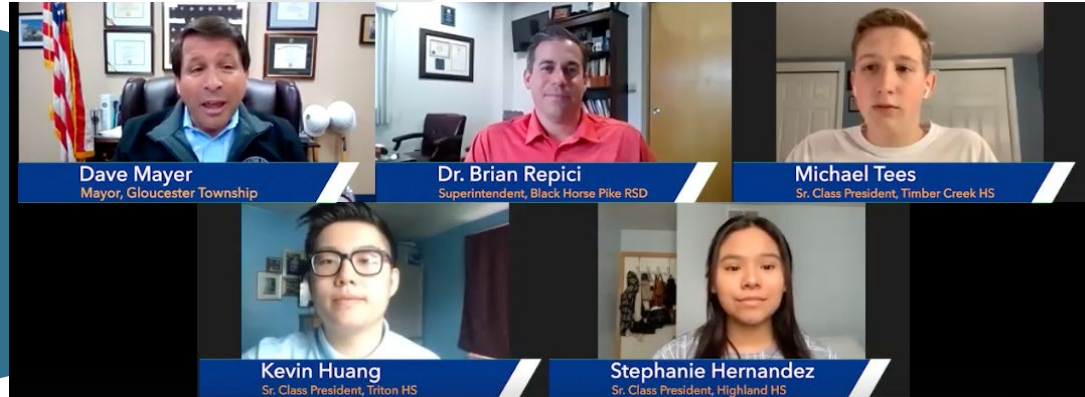 Dave Mayer
Mayor, Gloucester Township
Dr. Brian Repici
Superintendent, Black Horse Pike RSD
Michael Tees
Sr. Class President, Timber Creek HS
Kevin Huang
Sr. Class President, Triton HS
Stephanie Hernandez
Sr. Class President, Highland HS